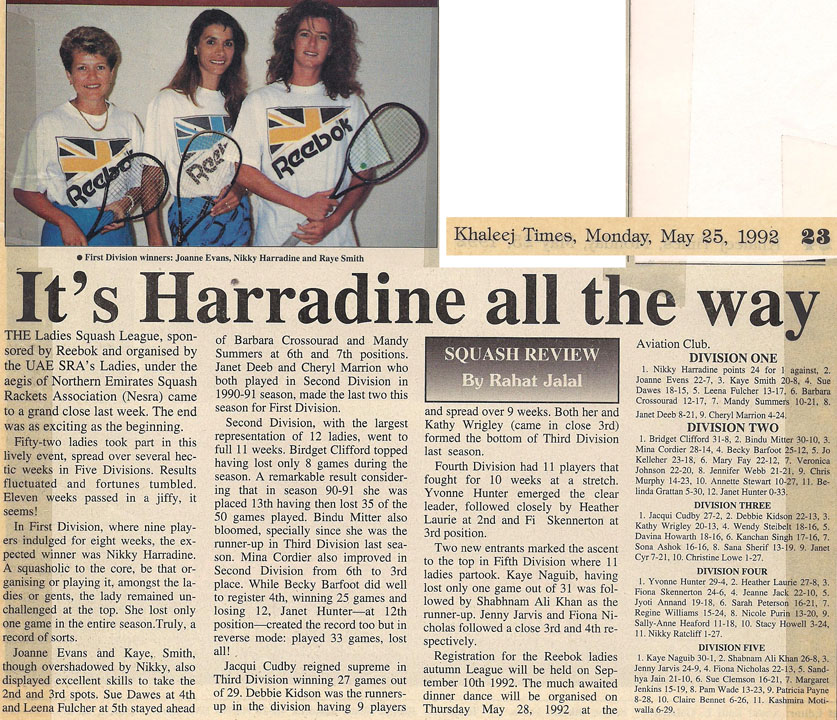 Reebok
Reebok
Reebok
Khaleej Times, Monday, May 25, 1992 23
● First Division winners: Joanne Evans, Nikky Harradine and Raye Smith
It's Harradine all the way
THE Ladies Squash League, spon-
sored by Reebok and organised by
the UAE SRA's Ladies, under the
aegis of Northern Emirates Squash
Rackets Association (Nesra) came
to a grand close last week. The end
was as exciting as the beginning.
Fifty-two ladies took part in this
lively event, spread over several hec-
tic weeks in Five Divisions. Results
fluctuated and fortunes tumbled.
Eleven weeks passed in a jiffy, it
seems!
In First Division, where nine play-
ers indulged for eight weeks, the ex-
pected winner was Nikky Harradine.
A squasholic to the core, be that or-
ganising or playing it, amongst the la-
dies or gents, the lady remained un-
challenged at the top. She lost only
one game in the entire season.Truly, a
record of sorts.
Joanne Evans and Kaye, Smith,
though overshadowed by Nikky, also
displayed excellent skills to take the
2nd and 3rd spots. Sue Dawes at 4th
and Leena Fulcher at 5th stayed ahead
of Barbara Crossourad and Mandy
Summers at 6th and 7th positions.
Janet Deeb and Cheryl Marrion who
both played in Second Division in
1990-91 season, made the last two this
season for First Division.
Second Division, with the largest
representation of 12 ladies, went to
full 11 weeks. Birdget Clifford topped
having lost only 8 games during the
season. A remarkable result consider-
ing that in season 90-91 she was
placed 13th having then lost 35 of the
50 games played. Bindu Mitter also
bloomed, specially since she was the
runner-up in Third Division last sea-
son. Mina Cordier also improved in
Second Division from 6th to 3rd
place. While Becky Barfoot did well
to register 4th, winning 25 games and
losing 12, Janet Hunter—at 12th
position—created the record too but in
reverse mode: played 33 games, lost
all!
Jacqui Cudby reigned supreme in
Third Division winning 27 games out
of 29. Debbie Kidson was the runners-
up in the division having 9 players
SQUASH REVIEW
By Rahat Jalal
and spread over 9 weeks. Both her and
Kathy Wrigley (came in close 3rd)
formed the bottom of Third Division
last season.
Fourth Division had 11 players that
fought for 10 weeks at a stretch.
Yvonne Hunter emerged the clear
leader, followed closely by Heather
Laurie at 2nd and Fi Skennerton at
3rd position.
Two new entrants marked the ascent
to the top in Fifth Division where 11
ladies partook. Kaye Naguib, having
lost only one game out of 31 was fol-
lowed by Shabhnam Ali Khan as the
runner-up. Jenny Jarvis and Fiona Ni-
cholas followed a close 3rd and 4th re-
spectively.
Registration for the Reebok ladies
autumn League will be held on Sep-
tember 10th 1992. The much awaited
dinner dance will be organised on
Thursday May 28, 1992 at the
Aviation Club.
DIVISION ONE
1. Nikky Harradine points 24 for 1 against, 2.
Joanne Evens 22-7, 3. Kaye Smith 20-8, 4. Sue
Dawes 18-15, 5. Leena Fulcher 13-17, 6. Barbara
Crossourad 12-17, 7. Mandy Summers 10-21, 8.
Janet Deeb 8-21, 9. Cheryl Marrion 4-24.
DIVISION TWO
1. Bridget Clifford 31-8, 2. Bindu Mitter 30-10, 3.
Mina Cordier 28-14, 4. Becky Barfoot 25-12, 5. Jo
Kelleher 23-18, 6. Mary Fay 22-12, 7. Veronica
Johnson 22-20, 8. Jennifer Webb 21-21, 9. Chris
Murphy 14-23, 10. Annette Stewart 10-27, 11. Be-
linda Grattan 5-30, 12. Janet Hunter 0-33.
DIVISION THREE
1. Jacqui Cudby 27-2, 2. Debbie Kidson 22-13, 3.
Kathy Wrigley 20-13, 4. Wendy Steibelt 18-16, 5.
Davina Howarth 18-16, 6. Kanchan Singh 17-16, 7.
Sona Ashok 16-16, 8. Sana Sherif 13-19. 9. Janet
Cyr 7-21, 10. Christine Lowe 1-27.
DIVISION FOUR
1. Yvonne Hunter 29-4, 2. Heather Laurie 27-8, 3.
Fiona Skennerton 24-6, 4. Jeanne Jack 22-10, 5.
Jyoti Annand 19-18, 6. Sarah Peterson 16-21, 7.
Regine Williams 15-24, 8. Nicole Purin 13-20, 9.
Sally-Anne Heaford 11-18, 10. Stacy Howell 3-24,
11. Nikky Ratcliff 1-27.
DIVISION FIVE
1. Kaye Naguib 30-1, 2. Shabnam Ali Khan 26-8, 3.
Jenny Jarvis 24-9, 4. Fiona Nicholas 22-13, 5. Sand-
hya Jain 21-10, 6. Sue Clemson 16-21, 7. Margaret
Jenkins 15-19, 8. Pam Wade 13-23, 9. Patricia Payne
8-28, 10. Claire Bennet 6-26, 11. Kashmira Moti-
walla 6-29.